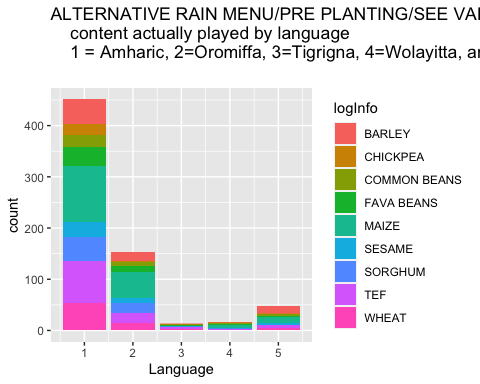 ALTERNATIVE RAIN MENU/PRE PLANTING/SEE
content actually played by language
1 = Amharic, 2=Oromiffa, 3=Tigrigna, 4=Wolayitta,
logInfo
BARLEY
CHICKPEA
COMMON BEANS
FAVA BEANS
MAIZE
SESAME
SORGHUM
TEF
WHEAT
count
400
300
200
100
0
1 2 3 4 5
Language